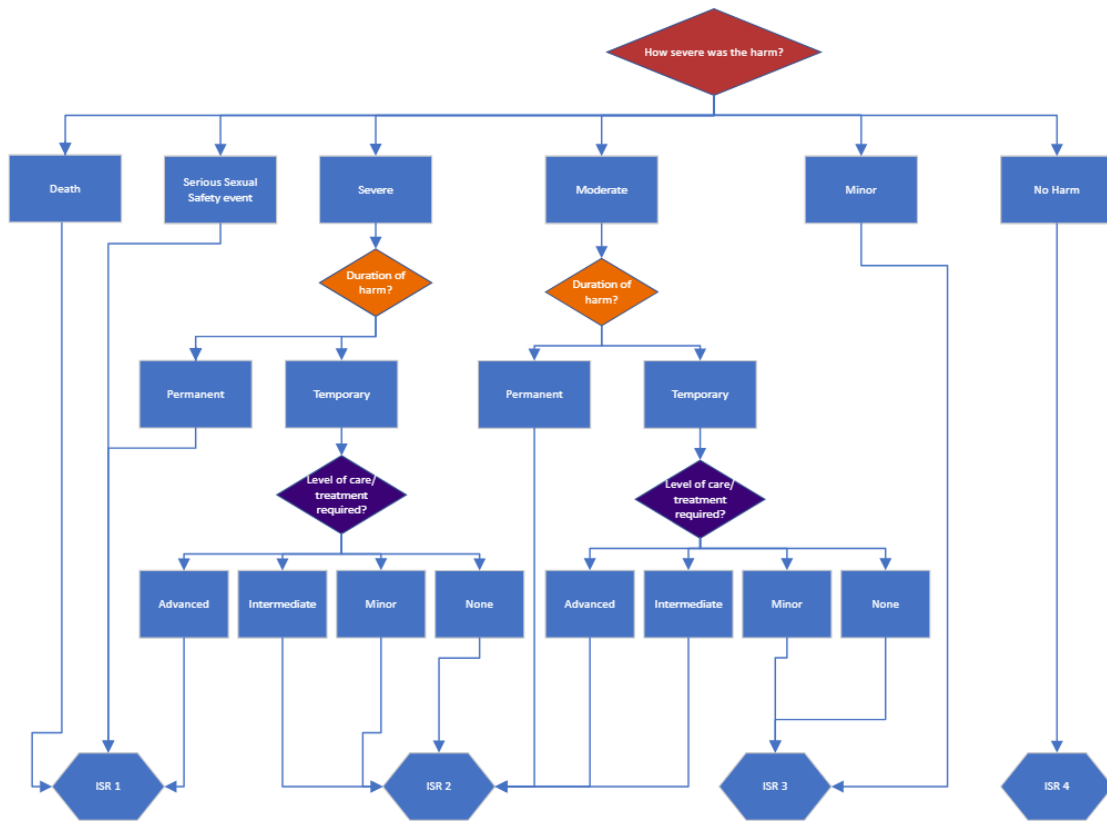 How severe was the harm?
Death
Serious Sexual
Safety event
Severe
Moderate
Minor
No Harm
Duration of
harm?
Duration of
harm?
Permanent
Temporary
Permanent
Temporary
Level of care/
treatment
required?
Level of care/
treatment
required?
Advanced
Intermediate
Minor
None
Advanced
Intermediate
Minor
None
ISR 1
ISR 2
ISR 3
ISR 4